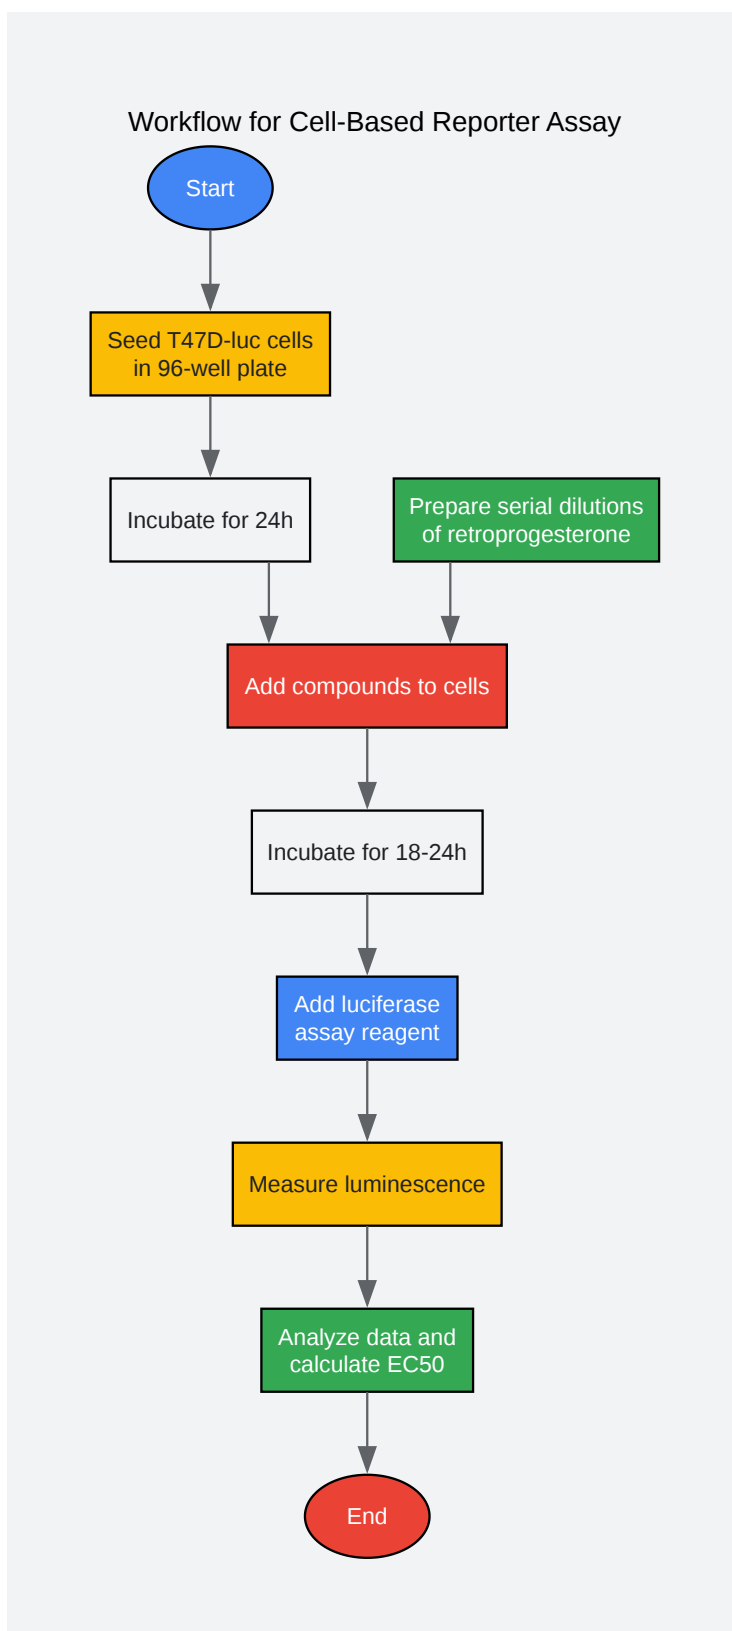 Workflow for Cell-Based Reporter Assay
Start
Seed T47D-luc cells
in 96-well plate
Incubate for 24h
Prepare serial dilutions
of retroprogesterone
Add compounds to cells
Incubate for 18-24h
Add luciferase
assay reagent
Measure luminescence
Analyze data and
calculate EC50
End